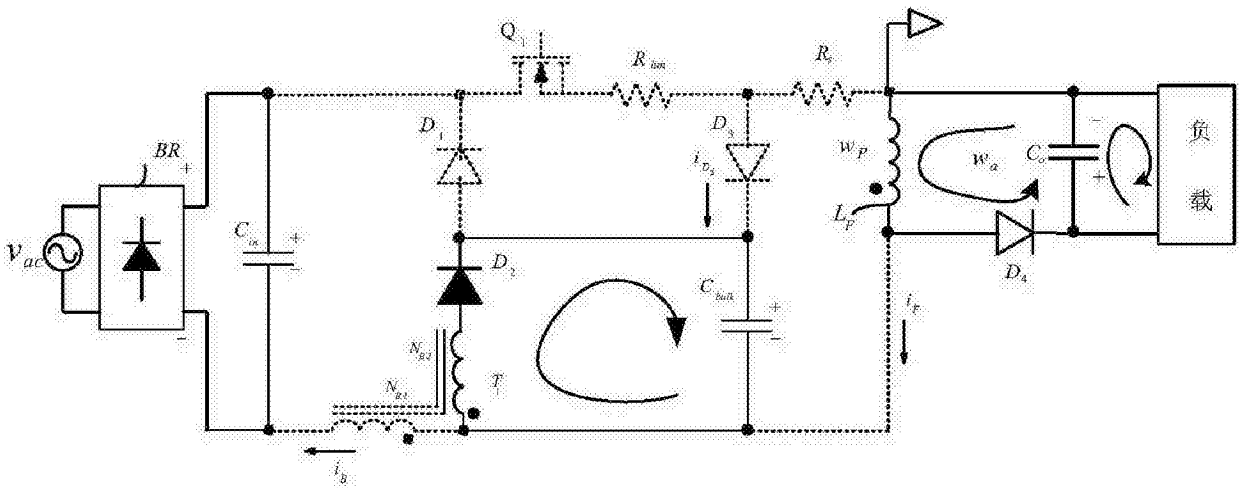 Q1
Rlim
Rs
D1
D3
BR
+
iD3
wP
wa
Co
−
+
负
载
vac
Cin
+
−
D2
Cbulk
+
−
Lp
D4
iP
NB2
NB1
T1
−
iB